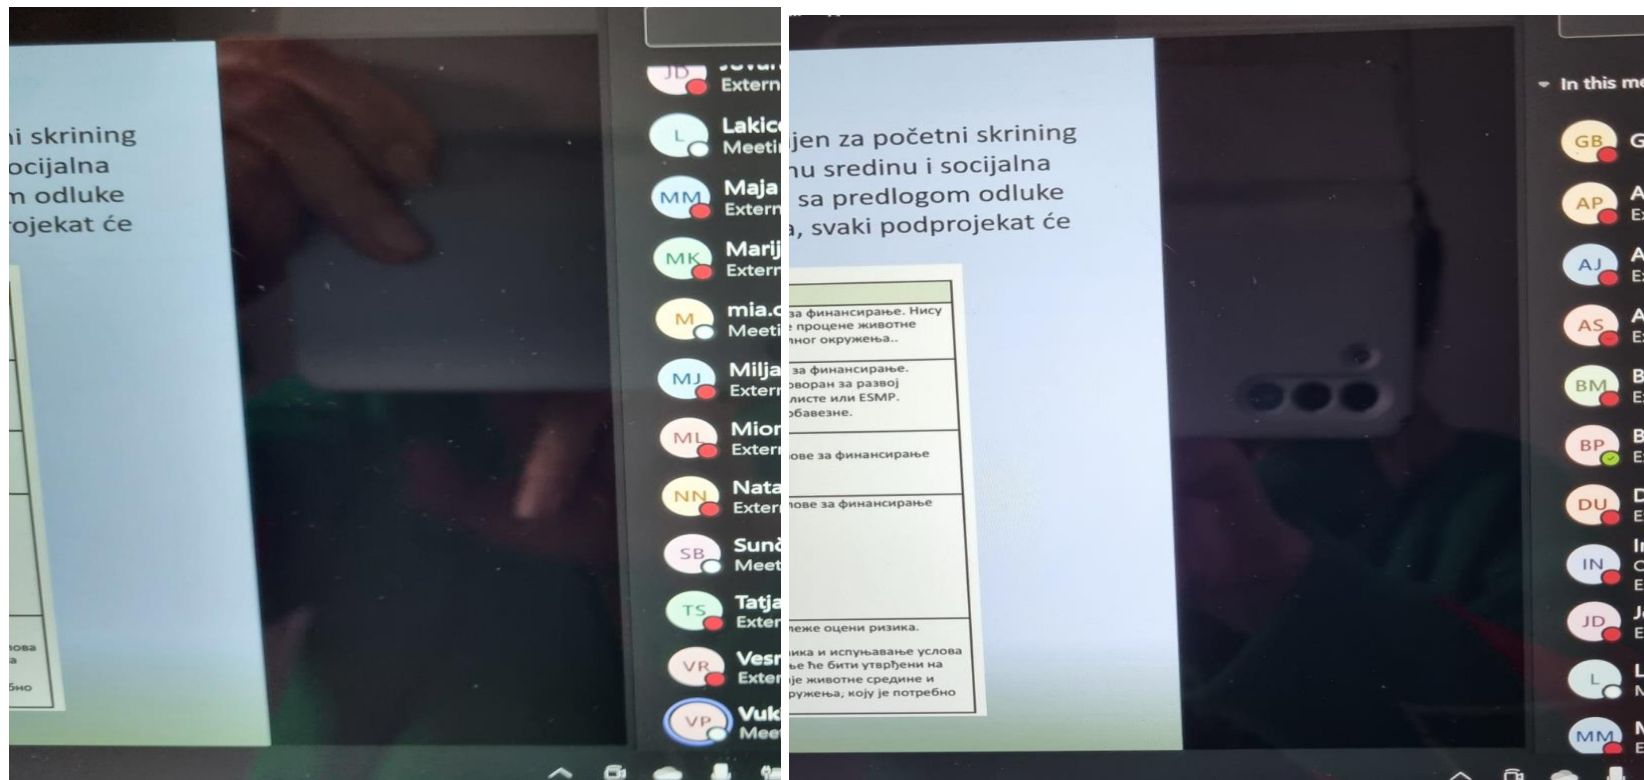 ni skrining
ocijalna
m odluke
ojekat će
JD
Extern
L
Lakic
Meeti
MM
Maja
Extern
MK
Marij
Extern
M
mia.c
Meeti
MJ
Milja
Exter
ML
Mior
Exter
NN
Nata
Exter
SB
Sunč
Meet
TS
Tatja
Exter
VR
Vesn
Exter
VP
Vuk
Meet
jen za početni skrining
nu sredinu i socijalna
sa predlogom odluke
a, svaki podprojekat će
за финансирање. Нису
е процене животне
ног окружења..
за финансирање.
оворан за развој
листе или ESMP.
обавезне.
ове за финансирање
лове за финансирање
леже оцени ризика.
ика и испуњавање услова
ње ће бити утврђени на
је животне средине и
ружења, коју је потребно
In this me
GB
G
AP
A
AJ
A
AS
A
BM
B
BP
B
DU
D
IN
JD
L
MM